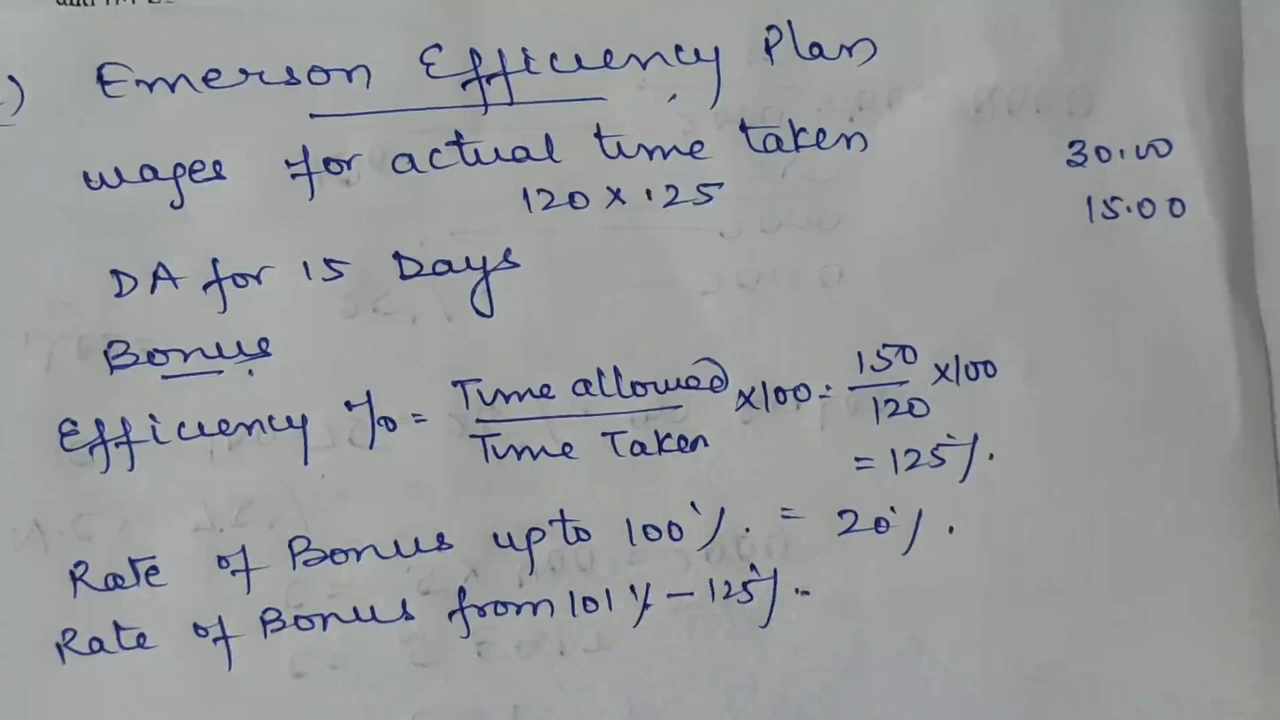 Emerson Efficiency Plan
wages for actual time taken 30.00
120 x .25 15.00
DA for 15 Days
Bonus
Efficiency % = Time allowed / Time Taken x100 = 150 / 120 x100
= 125%.
Rate of Bonus upto 100%. = 20%.
Rate of Bonus from 101% - 125%.